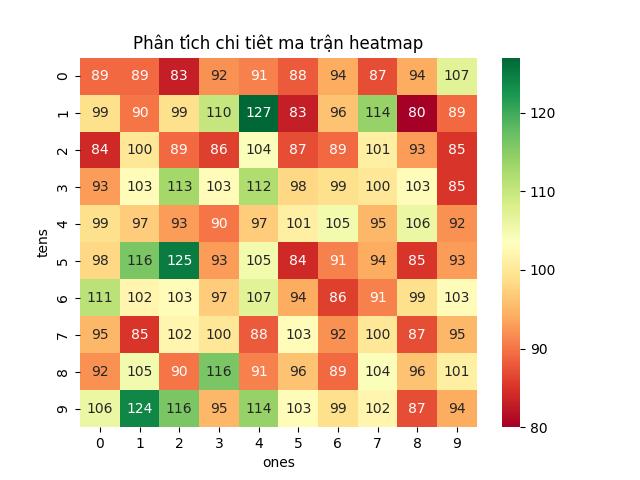 Phân tích chi tiêt ma trận heatmap
0 89 89 83 92 91 88 94 87 94 107
1 99 90 99 110 127 83 96 114 80 89
2 84 100 89 86 104 87 89 101 93 85
3 93 103 113 103 112 98 99 100 103 85
4 99 97 93 90 97 101 105 95 106 92
5 98 116 125 93 105 84 91 94 85 93
6 111 102 103 97 107 94 86 91 99 103
7 95 85 102 100 88 103 92 100 87 95
8 92 105 90 116 91 96 89 104 96 101
9 106 124 116 95 114 103 99 102 87 94
0 1 2 3 4 5 6 7 8 9
ones
tens
120
110
100
90
80